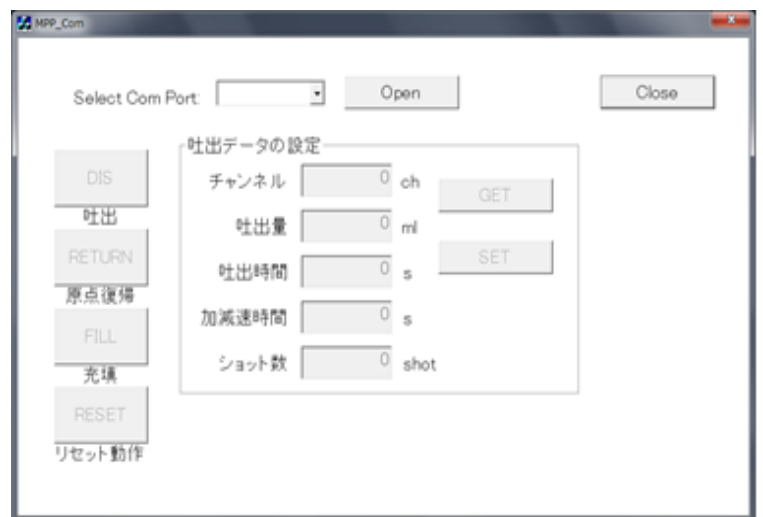 MPP_Com
Select Com Port: Open Close
吐出データの設定
DIS
吐出
RETURN
原点復帰
FILL
充填
RESET
リセット動作
チャンネル 0 ch
吐出量 0 ml
吐出時間 0 s
加減速時間 0 s
ショット数 0 shot
GET
SET